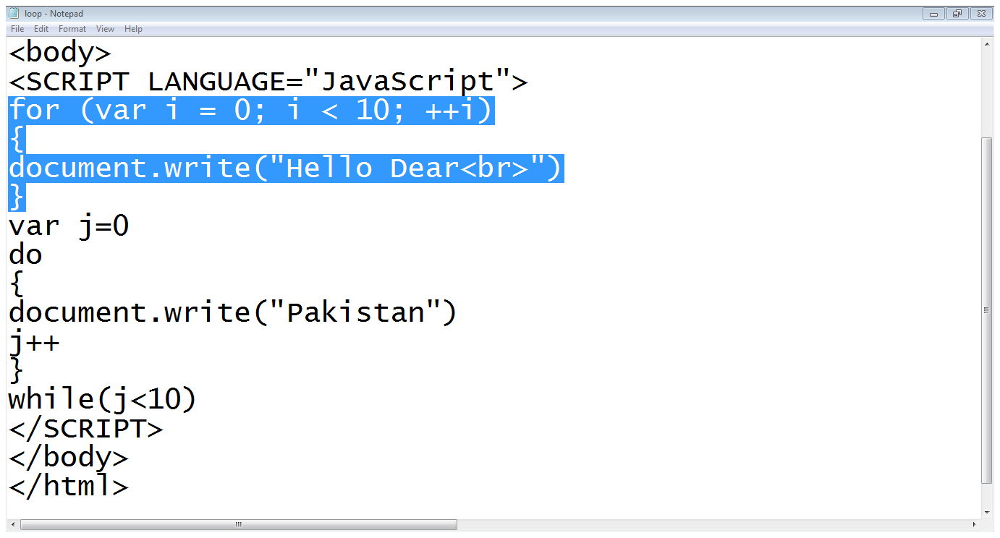 loop - Notepad
File Edit Format View Help
<body>
<SCRIPT LANGUAGE="JavaScript">
for (var i = 0; i < 10; ++i)
{
document.write("Hello Dear<br>")
}
var j=0
do
{
document.write("Pakistan")
j++
}
while(j<10)
</SCRIPT>
</body>
</html>